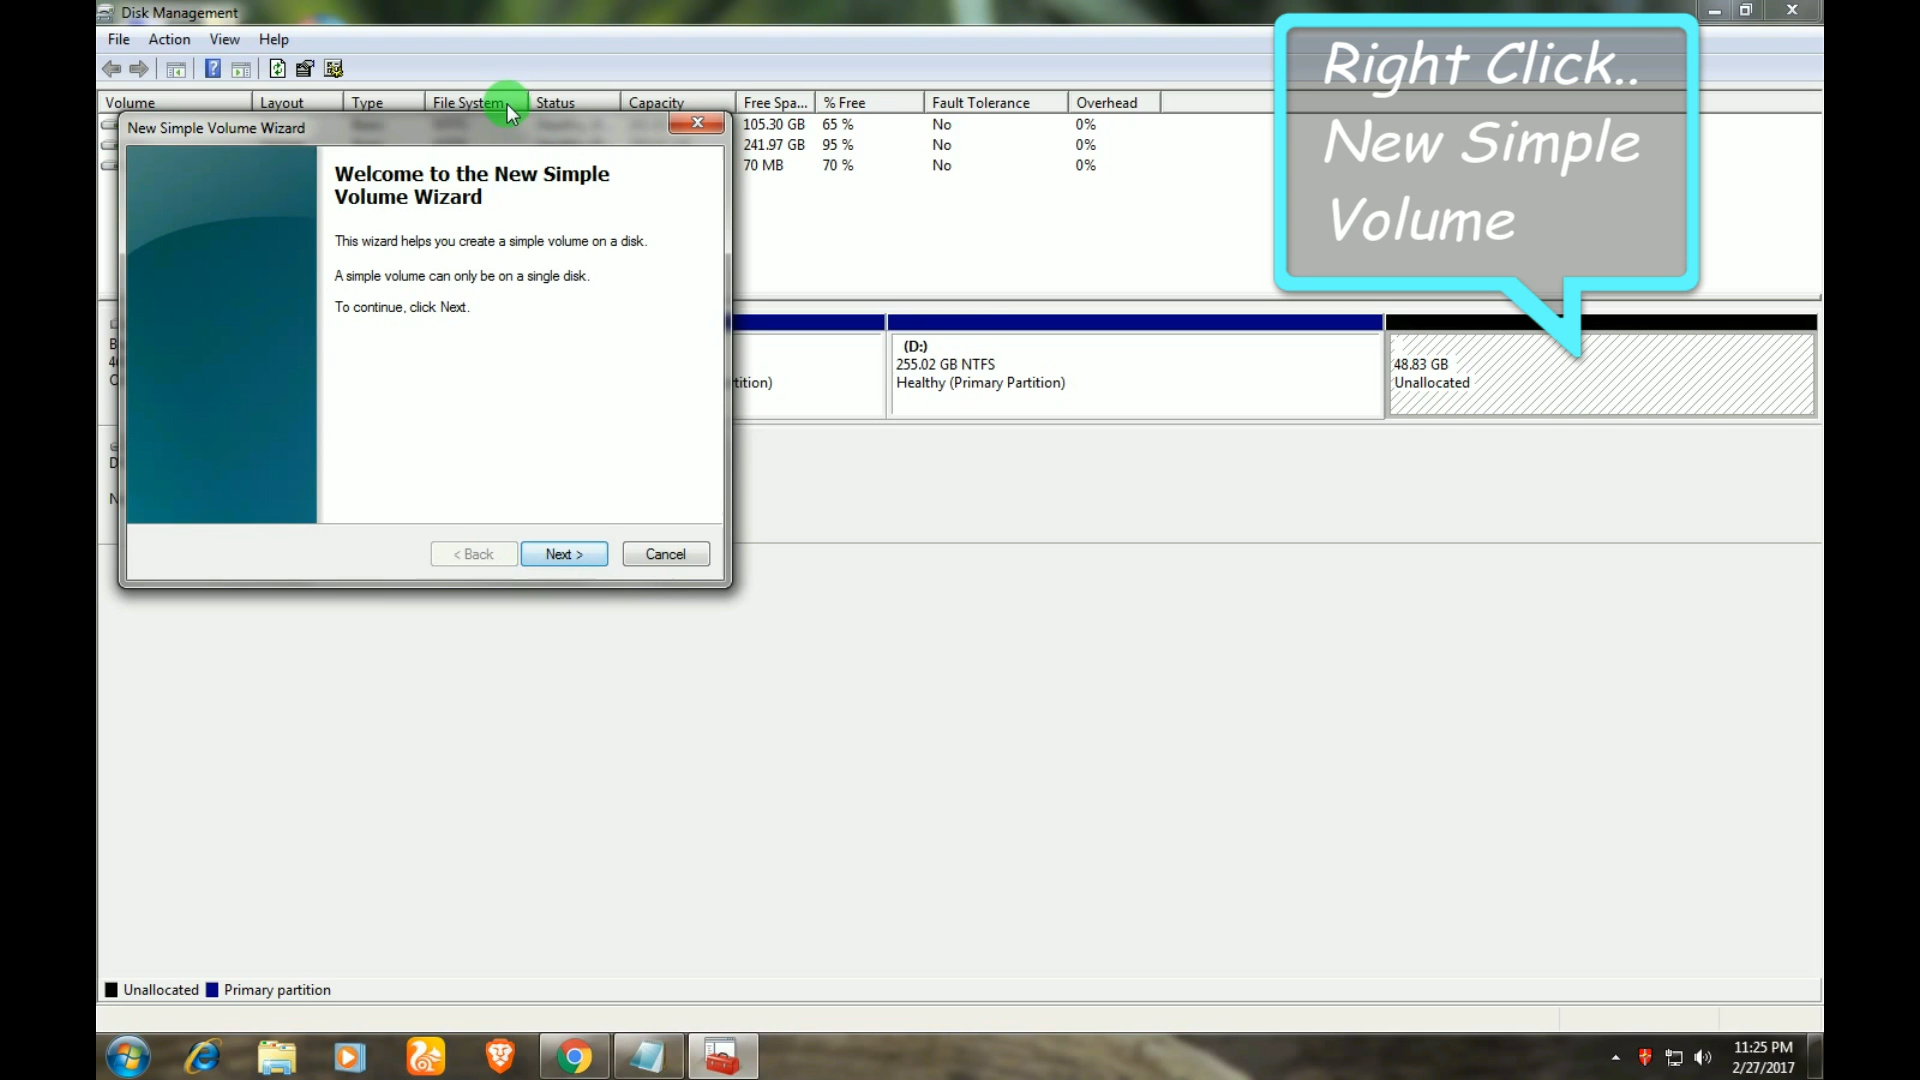 Disk Management
File Action View Help
Right Click..
New Simple
Volume
Volume Layout Type File System Status Capacity Free Spa... % Free Fault Tolerance Overhead
105.30 GB 65 % No 0%
241.97 GB 95 % No 0%
70 MB 70 % No 0%
New Simple Volume Wizard
Welcome to the New Simple
Volume Wizard
This wizard helps you create a simple volume on a disk.
A simple volume can only be on a single disk.
To continue, click Next.
< Back Next > Cancel
(D:)
255.02 GB NTFS
Healthy (Primary Partition)
48.83 GB
Unallocated
Unallocated Primary partition
11:25 PM
2/27/2017